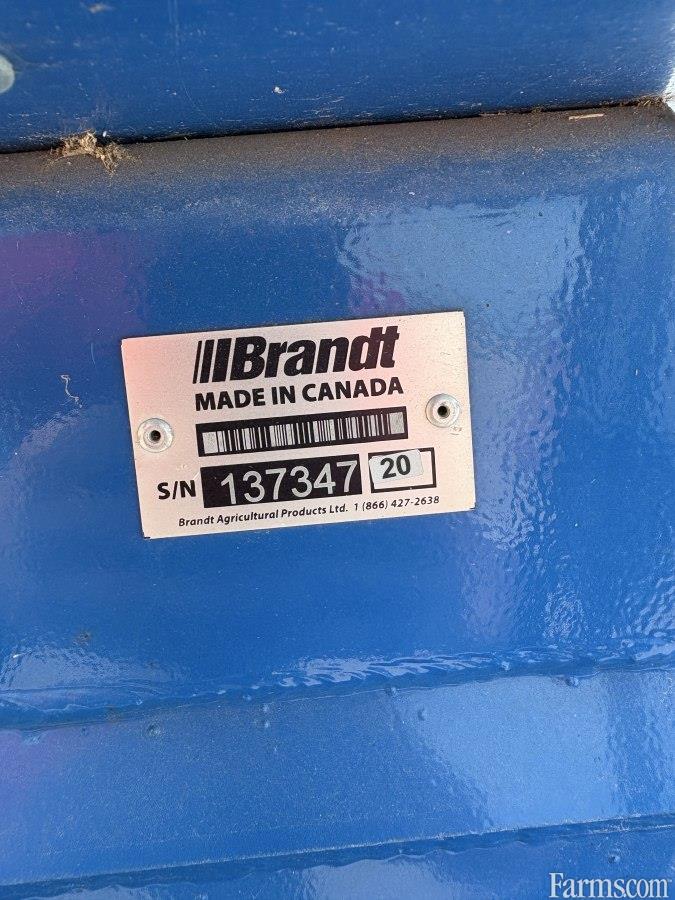 Brandt
MADE IN CANADA
S/N 137347 20
Brandt Agricultural Products Ltd. 1 (866) 427-2638
Farms.com